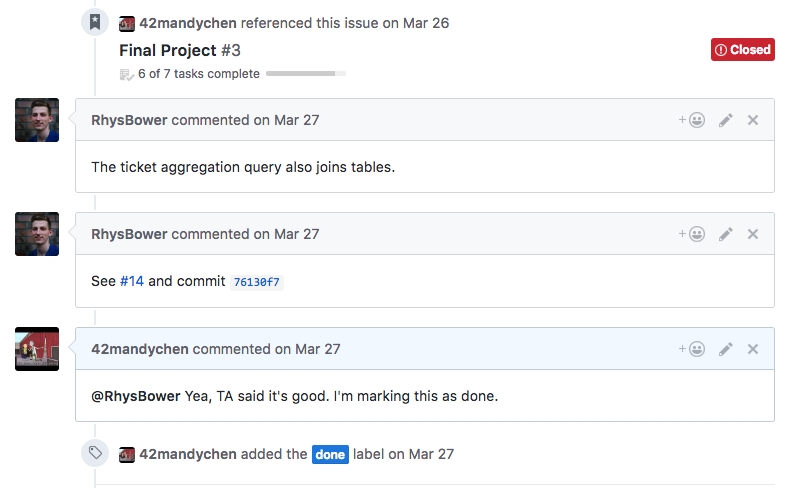 42mandychen referenced this issue on Mar 26
Final Project #3
Closed
6 of 7 tasks complete
RhysBower commented on Mar 27
The ticket aggregation query also joins tables.
RhysBower commented on Mar 27
See #14 and commit 76130f7
42mandychen commented on Mar 27
@RhysBower Yea, TA said it's good. I'm marking this as done.
42mandychen added the done label on Mar 27